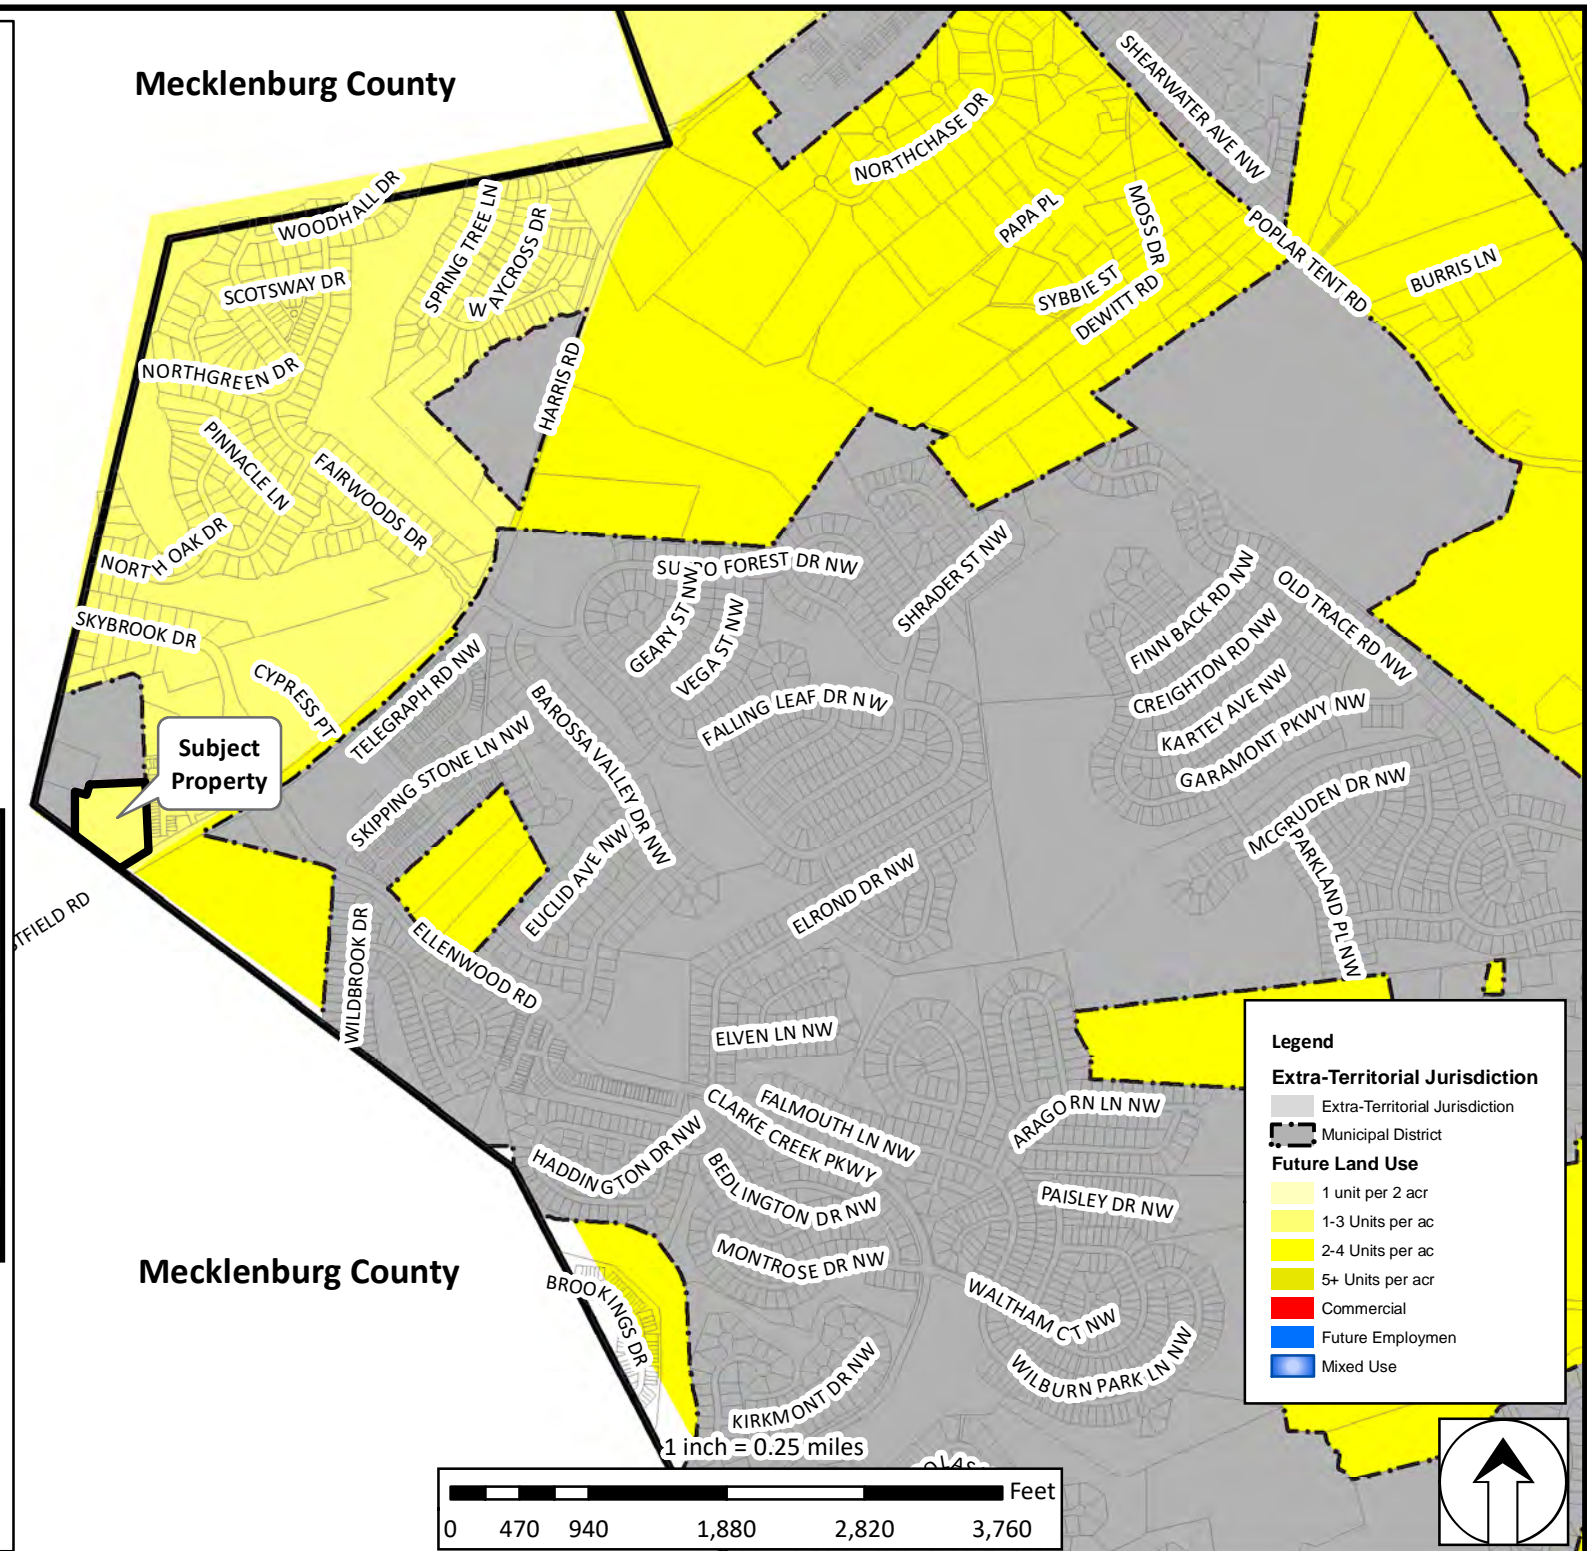 Mecklenburg County
SHEARWATER AVE NW
NORTHCHASE DR
WOODHALL DR
SPRING TREE LN
WAYCROSS DR
PAPA PL
MOSS DR
POPLAR TENT RD
BURRIS LN
SCOTSWAY DR
SYBBIE ST
DEWITT RD
NORTHGREEN DR
HARRIS RD
PINNACLE LN
FAIRWOODS DR
NORTH OAK DR
FOREST DR NW
SHRADER ST NW
GEARY ST NW
VEGA ST NW
FINN BACK RD NW
OLD TRACE RD NW
SKYBROOK DR
CREIGHTON RD NW
CYPRESS PT
TELEGRAPH RD NW
BAROSSA VALLEY DR NW
FALLING LEAF DR NW
KARTEY AVE NW
GARAMONT PKWY NW
Subject
Property
SKIPPING STONE LN NW
MCGRUDEN DR NW
EUCLID AVE NW
ELROND DR NW
PARKLAND PL NW
TFIELD RD
WILDBROOK DR
ELLENWOOD RD
ELVEN LN NW
CLARKE CREEK PKWY
FALMOUTH LN NW
ARAGORN LN NW
HADDINGTON DR NW
BEDLINGTON DR NW
PAISLEY DR NW
MONTROSE DR NW
Mecklenburg County
BROOKINGS DR
WALTHAM CT NW
WILBURN PARK LN NW
KIRKMONT DR NW
Legend
Extra-Territorial Jurisdiction
Extra-Territorial Jurisdiction
Municipal District
Future Land Use
1 unit per 2 acr
1-3 Units per ac
2-4 Units per ac
5+ Units per acr
Commercial
Future Employmen
Mixed Use
1 inch = 0.25 miles
Feet
0 470 940 1,880 2,820 3,760